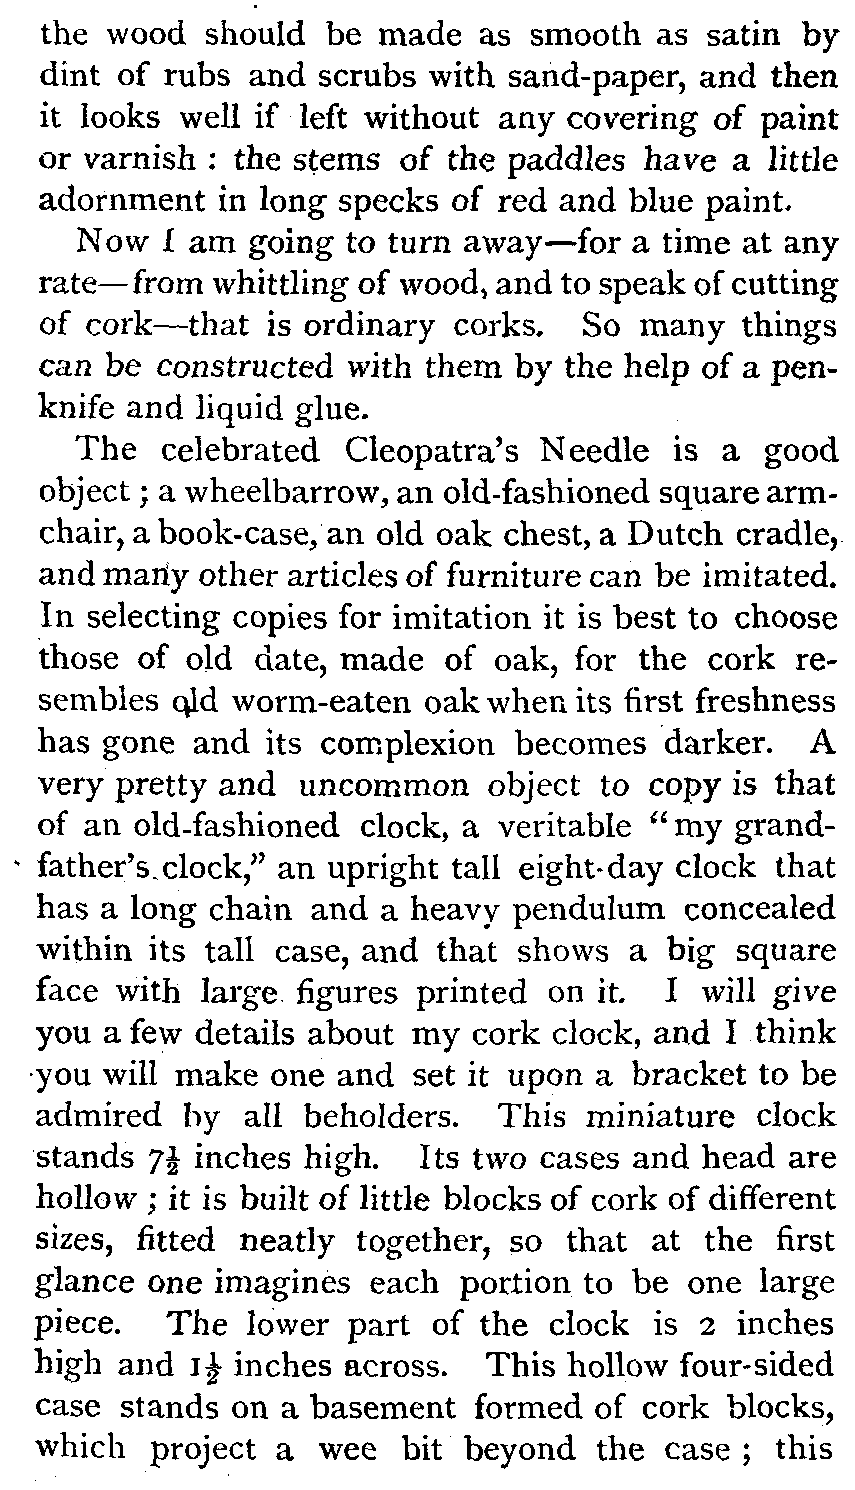 the wood should be made as smooth as satin by
dint of rubs and scrubs with sand-paper, and then
it looks well if left without any covering of paint
or varnish : the stems of the paddles have a little
adornment in long specks of red and blue paint.
Now I am going to turn away—for a time at any
rate—from whittling of wood, and to speak of cutting
of cork—that is ordinary corks. So many things
can be constructed with them by the help of a pen-
knife and liquid glue.
The celebrated Cleopatra's Needle is a good
object ; a wheelbarrow, an old-fashioned square arm-
chair, a book-case, an old oak chest, a Dutch cradle,
and many other articles of furniture can be imitated.
In selecting copies for imitation it is best to choose
those of old date, made of oak, for the cork re-
sembles old worm-eaten oak when its first freshness
has gone and its complexion becomes darker. A
very pretty and uncommon object to copy is that
of an old-fashioned clock, a veritable “my grand-
father's clock,” an upright tall eight-day clock that
has a long chain and a heavy pendulum concealed
within its tall case, and that shows a big square
face with large figures printed on it. I will give
you a few details about my cork clock, and I think
you will make one and set it upon a bracket to be
admired by all beholders. This miniature clock
stands 7½ inches high. Its two cases and head are
hollow ; it is built of little blocks of cork of different
sizes, fitted neatly together, so that at the first
glance one imagines each portion to be one large
piece. The lower part of the clock is 2 inches
high and 1½ inches across. This hollow four-sided
case stands on a basement formed of cork blocks,
which project a wee bit beyond the case ; this